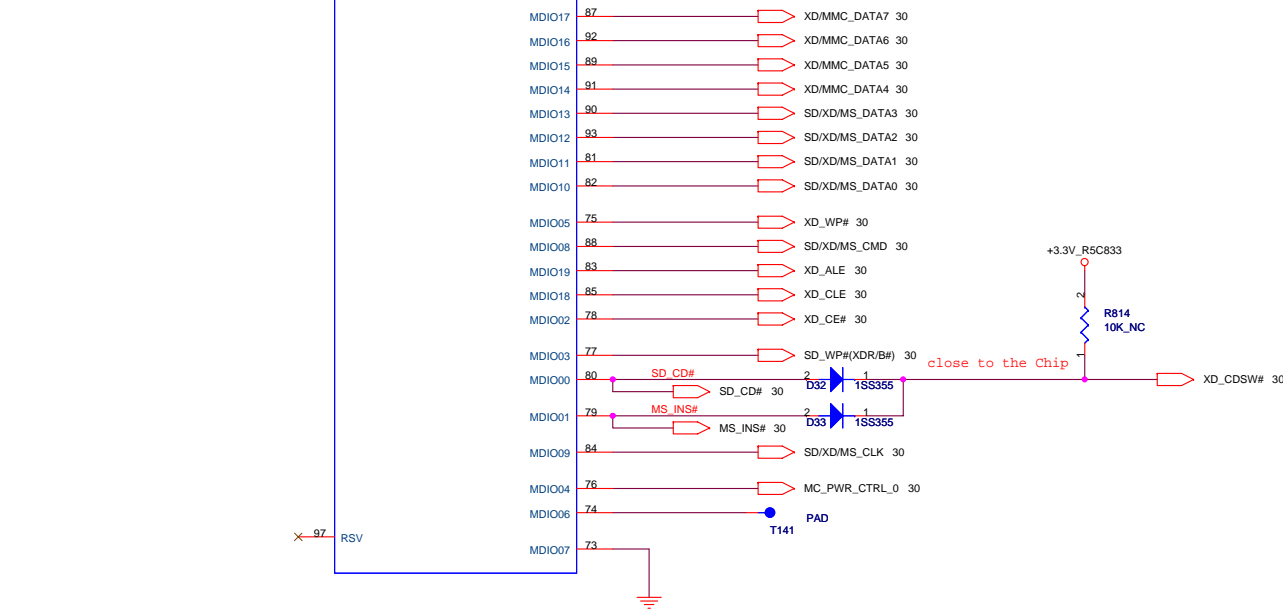 MDIO17 87 XD/MMC_DATA7 30
MDIO16 92 XD/MMC_DATA6 30
MDIO15 89 XD/MMC_DATA5 30
MDIO14 91 XD/MMC_DATA4 30
MDIO13 90 SD/XD/MS_DATA3 30
MDIO12 93 SD/XD/MS_DATA2 30
MDIO11 81 SD/XD/MS_DATA1 30
MDIO10 82 SD/XD/MS_DATA0 30
MDIO05 75 XD_WP# 30
MDIO08 88 SD/XD/MS_CMD 30
+3.3V_R5C833
MDIO19 83 XD_ALE 30
MDIO18 85 XD_CLE 30
2
MDIO02 78 XD_CE# 30
R814
10K_NC
MDIO03 77 SD_WP#(XDR/B#) 30
1
close to the Chip
MDIO00 80 SD_CD# 2 1 XD_CDSW# 30
D32 1SS355
SD_CD# 30
MDIO01 79 MS_INS# 2 1
D33 1SS355
MS_INS# 30
MDIO09 84 SD/XD/MS_CLK 30
MDIO04 76 MC_PWR_CTRL_0 30
MDIO06 74 PAD
T141
97 RSV
MDIO07 73